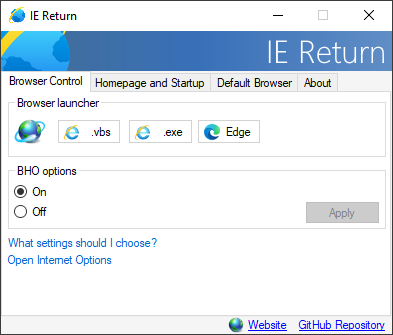 IE Return
IE Return
Browser Control Homepage and Startup Default Browser About
Browser launcher
.vbs .exe Edge
BHO options
On
Off
Apply
What settings should I choose?
Open Internet Options
Website GitHub Repository